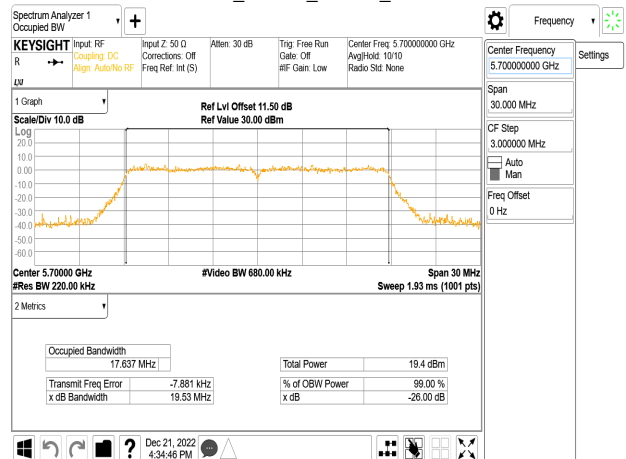 Spectrum Analyzer 1
Occupied BW
Frequency
KEYSIGHT
R
LXI
Input: RF
Coupling: DC
Align: Auto/No RF
Input Z: 50 Ω
Corrections: Off
Freq Ref: Int (S)
Atten: 30 dB
Trig: Free Run
Gate: Off
#IF Gain: Low
Center Freq: 5.700000000 GHz
Avg|Hold: 10/10
Radio Std: None
Center Frequency
5.700000000 GHz
Settings
Span
30.000 MHz
CF Step
3.000000 MHz
Auto
Man
Freq Offset
0 Hz
1 Graph
Scale/Div 10.0 dB
Ref Lvl Offset 11.50 dB
Ref Value 30.00 dBm
Log
20.0
10.0
0.00
-10.0
-20.0
-30.0
-40.0
-50.0
-60.0
Center 5.70000 GHz
#Res BW 220.00 kHz
#Video BW 680.00 kHz
Span 30 MHz
Sweep 1.93 ms (1001 pts)
2 Metrics
Occupied Bandwidth
17.637 MHz
Transmit Freq Error -7.881 kHz
x dB Bandwidth 19.53 MHz
Total Power 19.4 dBm
% of OBW Power 99.00 %
x dB -26.00 dB
?
Dec 21, 2022
4:34:46 PM